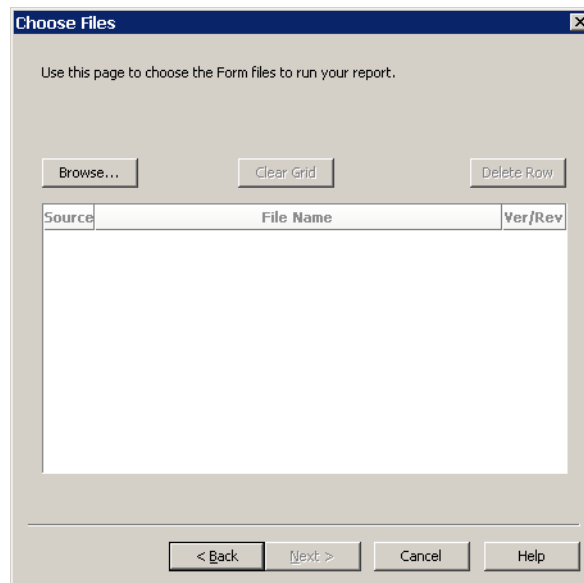 Choose Files
Use this page to choose the Form files to run your report.
Browse... Clear Grid Delete Row
Source File Name Ver/Rev
< Back Next > Cancel Help